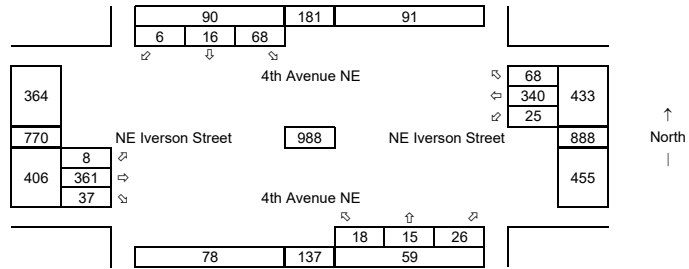 90 181 91
6 16 68
4th Avenue NE
68
364 340 433
25
770 NE Iverson Street 988 NE Iverson Street 888 North
8
406 361 455
37 4th Avenue NE
18 15 26
78 137 59